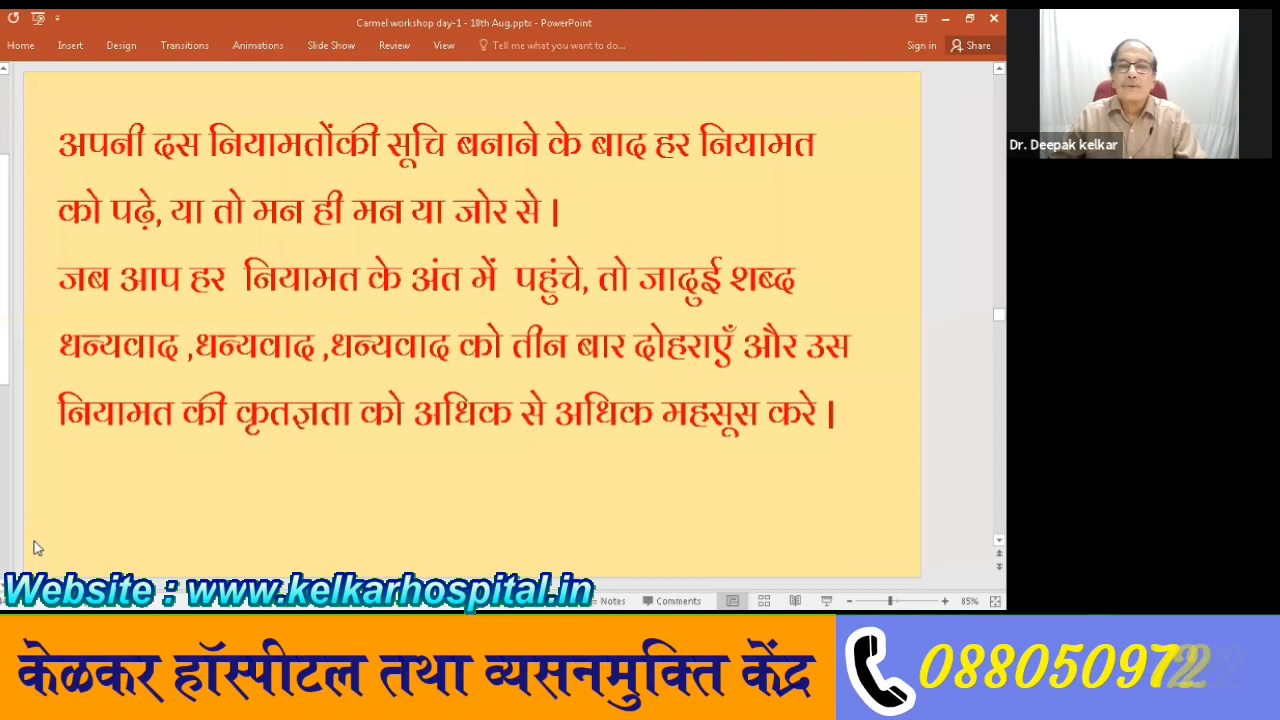 Carmel workshop day-1 - 10th Aug.pptx - PowerPoint
Home Insert Design Transitions Animations Slide Show Review View Tell me what you want to do... Sign in Share
अपनी दस नियामतोंकी सूचि बनाने के बाद हर नियामत
को पढ़े, या तो मन ही मन या जोर से |
जब आप हर नियामत के अंत में पहुंचे, तो जादुई शब्द
धन्यवाद ,धन्यवाद ,धन्यवाद को तीन बार दोहराएँ और उस
नियामत की कृतज्ञता को अधिक से अधिक महसूस करे |
Dr. Deepak kelkar
Website : www.kelkarhospital.in
Notes Comments 85%
केळकर हॉस्पीटल तथा व्यसनमुक्ति केंद्र